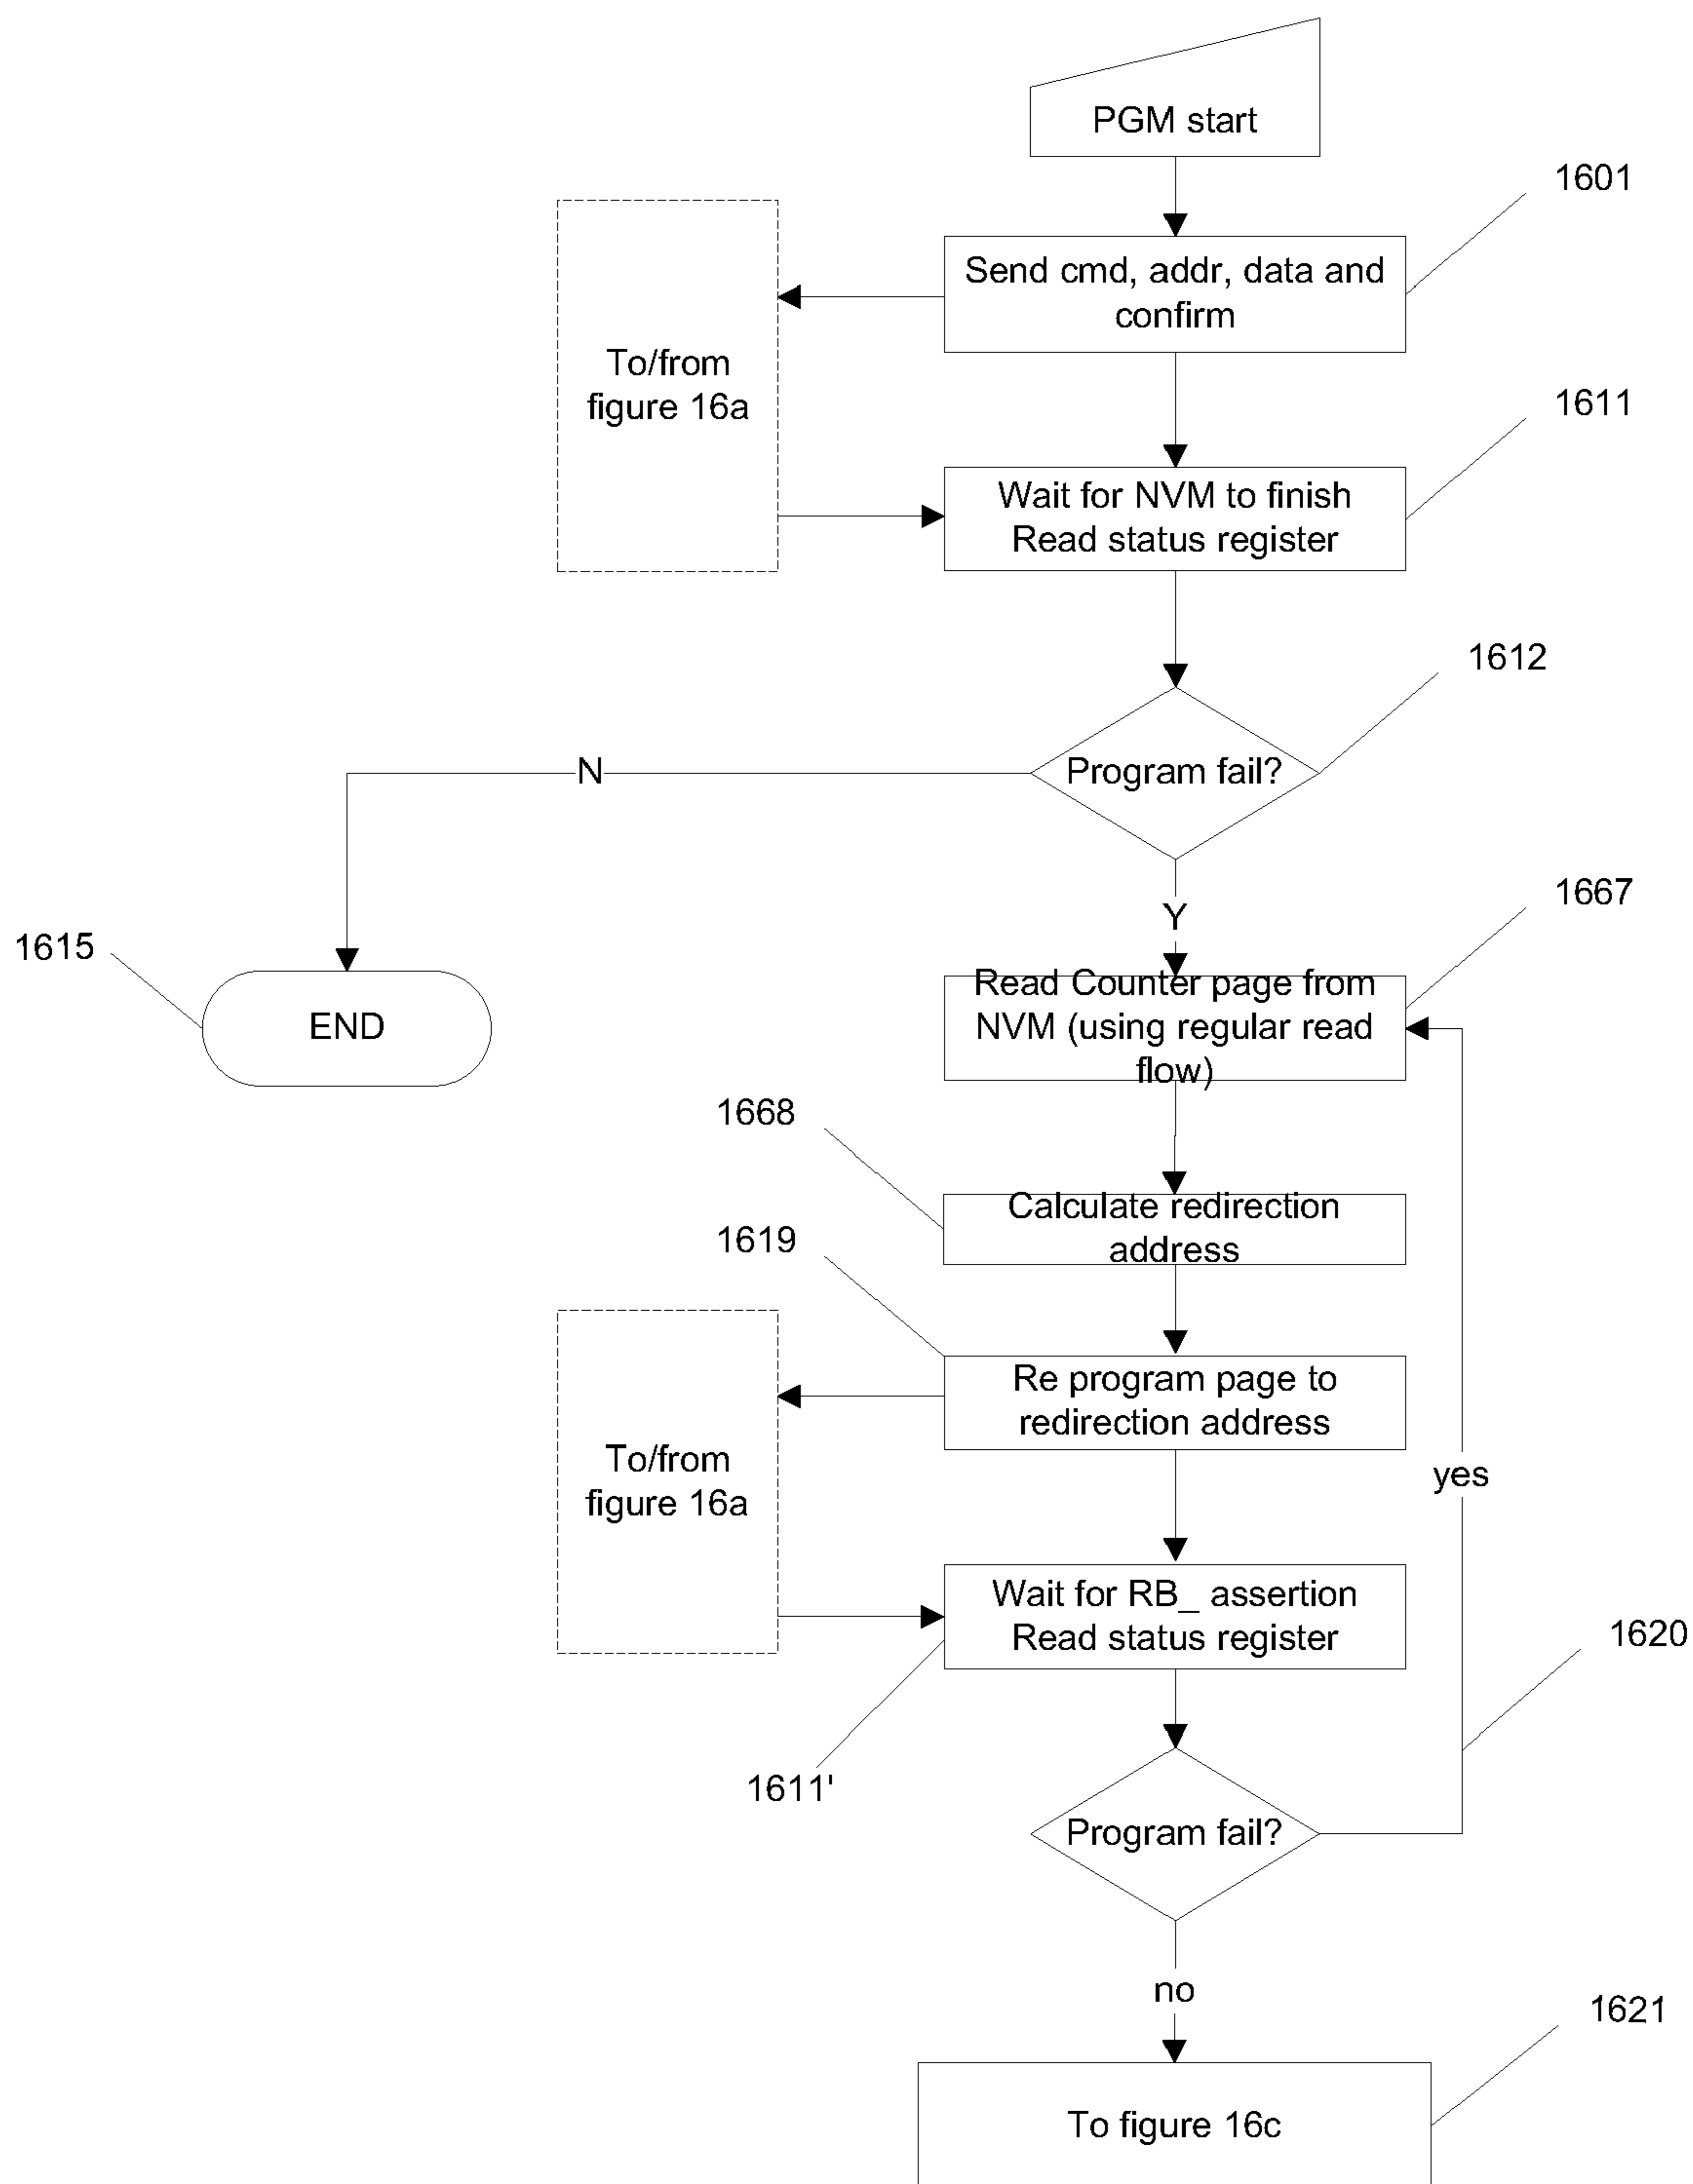 PGM start
1601
Send cmd, addr, data and
confirm
To/from
figure 16a
1611
Wait for NVM to finish
Read status register
1612
Program fail?
N
Y
1667
1615
END
Read Counter page from
NVM (using regular read
flow)
1668
Calculate redirection
address
1619
Re program page to
redirection address
To/from
figure 16a
yes
Wait for RB_ assertion
Read status register
1620
1611'
Program fail?
no
1621
To figure 16c